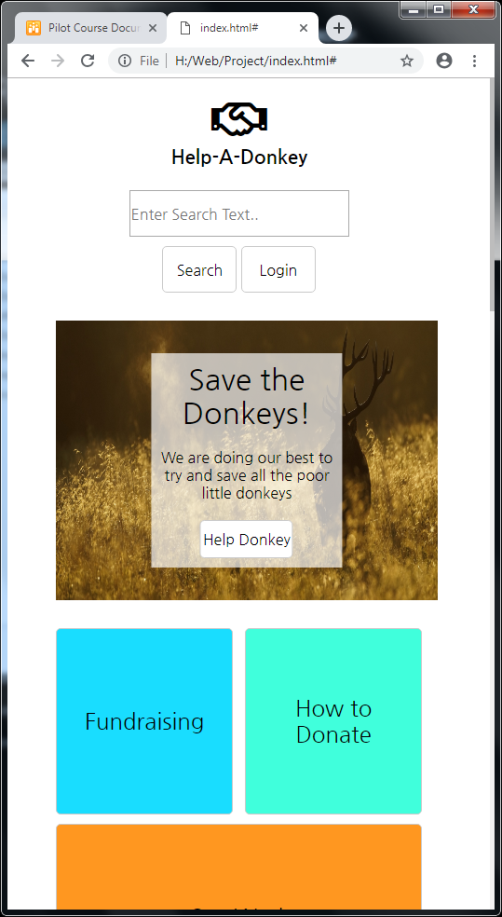 Pilot Course Docu
index.html#
File | H:/Web/Project/index.html#
Help-A-Donkey
Enter Search Text..
Search Login
Save the
Donkeys!
We are doing our best to
try and save all the poor
little donkeys
Help Donkey
Fundraising
How to
Donate